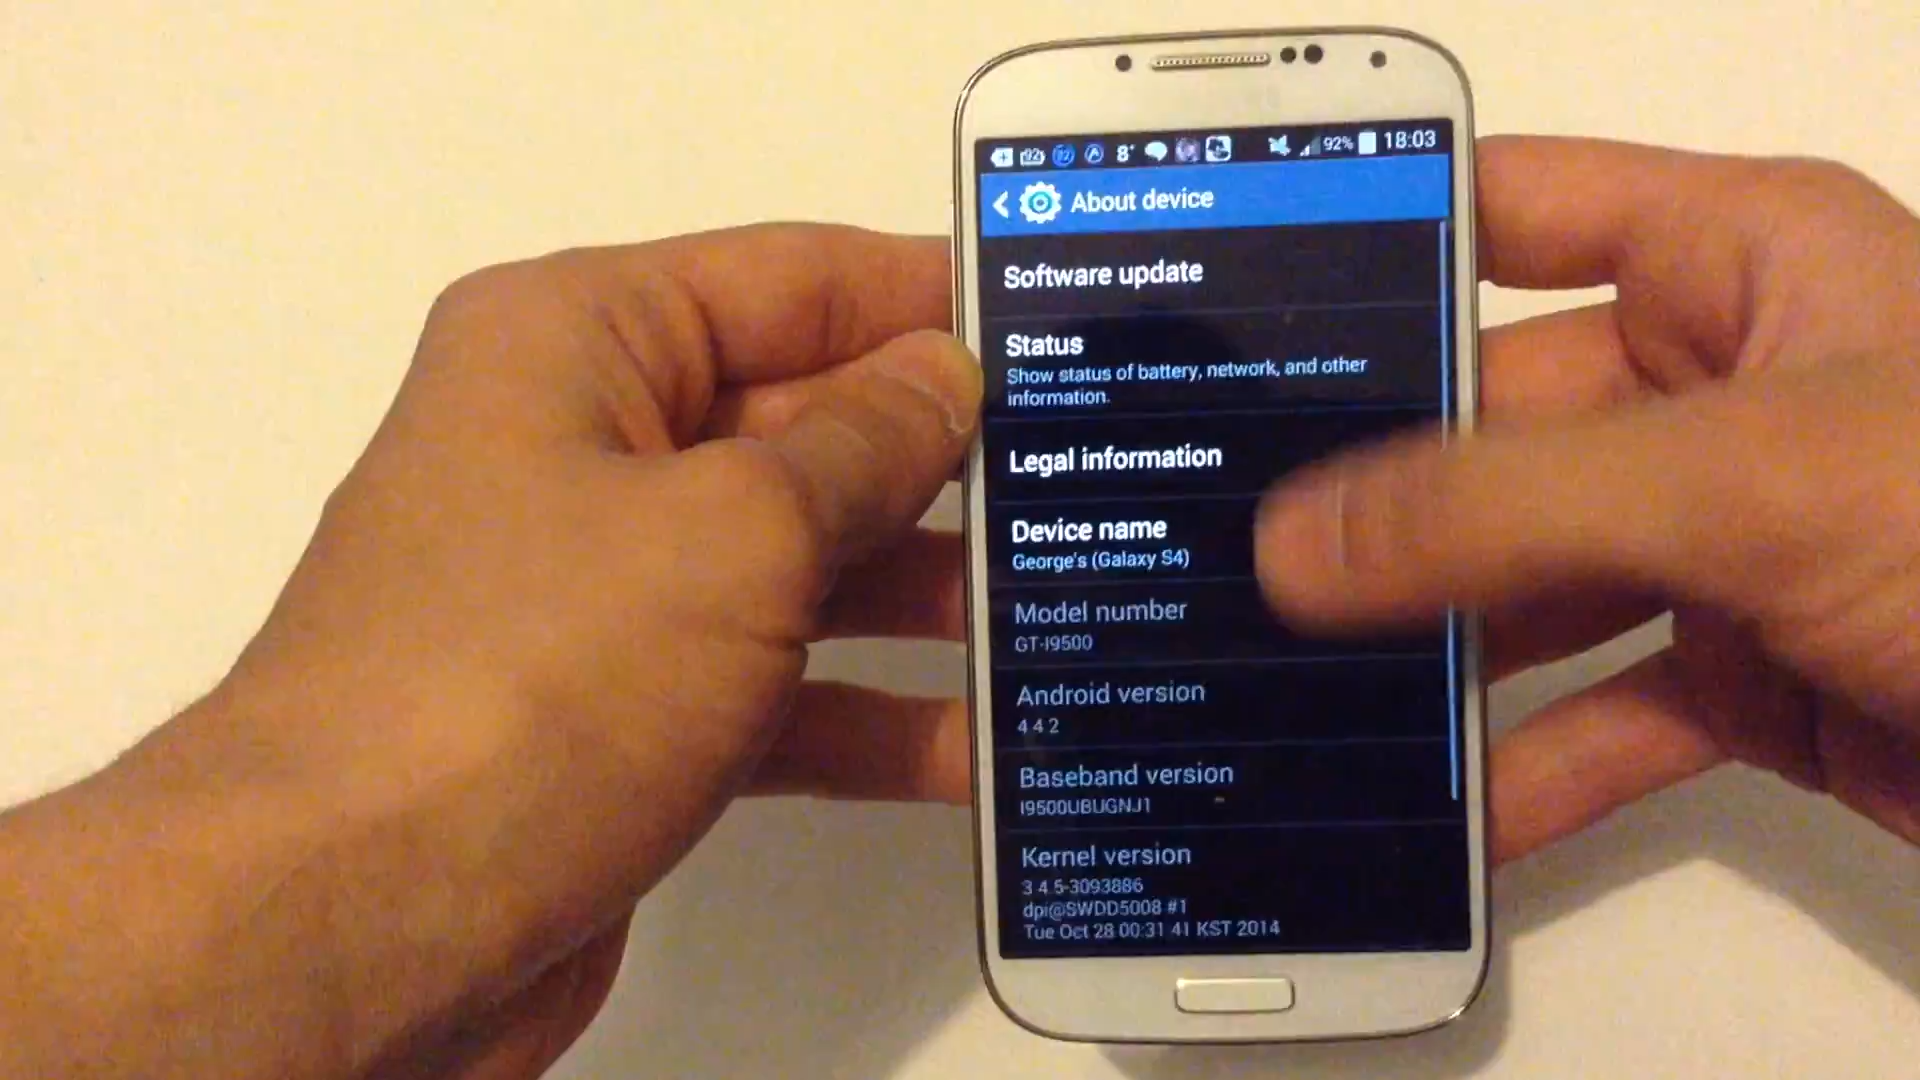 8° 92% 18:03
About device
Software update
Status
Show status of battery, network, and other
information.
Legal information
Device name
George's (Galaxy S4)
Model number
GT-I9500
Android version
4.4.2
Baseband version
I9500UBUGNJ1
Kernel version
3.4.5-3093886
dpi@SWDD5008 #1
Tue Oct 28 00:31:41 KST 2014